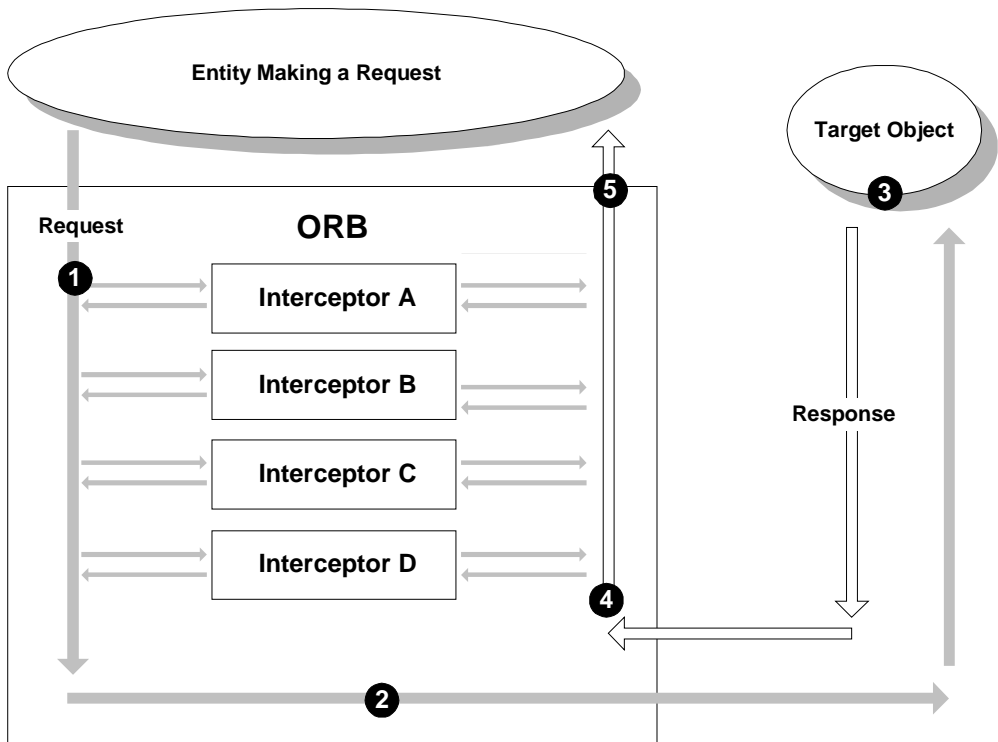 Entity Making a Request
Target Object
3
5
Request
ORB
1
Interceptor A
Interceptor B
Response
Interceptor C
Interceptor D
4
2